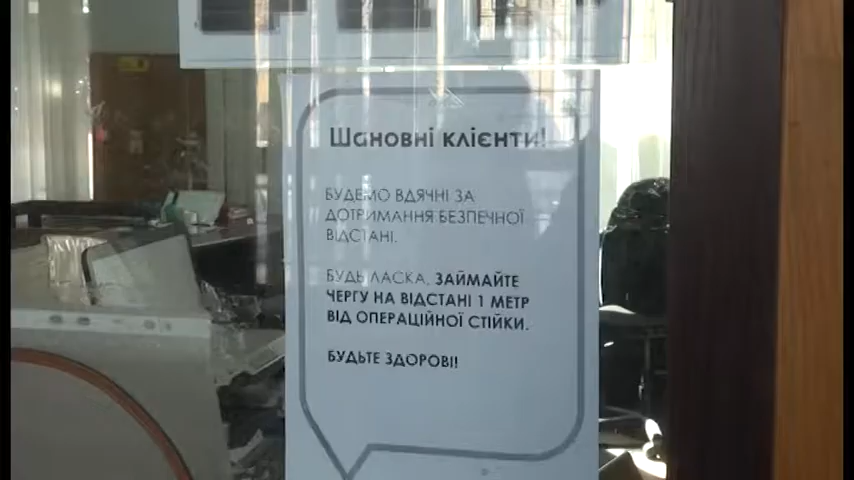 Шановні клієнти!
БУДЕМО ВДЯЧНІ ЗА
ДОТРИМАННЯ БЕЗПЕЧНОЇ
ВІДСТАНІ.
БУДЬ ЛАСКА, ЗАЙМАЙТЕ
ЧЕРГУ НА ВІДСТАНІ 1 МЕТР
ВІД ОПЕРАЦІЙНОЇ СТІЙКИ.
БУДЬТЕ ЗДОРОВІ!